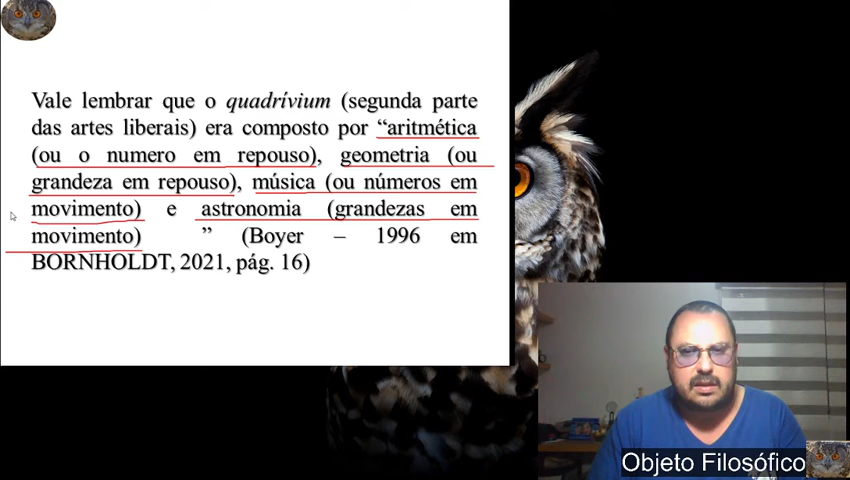 Vale lembrar que o quadrívium (segunda parte
das artes liberais) era composto por “aritmética
(ou o numero em repouso), geometria (ou
grandeza em repouso), música (ou números em
movimento) e astronomia (grandezas em
movimento) ” (Boyer – 1996 em
BORNHOLDT, 2021, pág. 16)
Objeto Filosófico